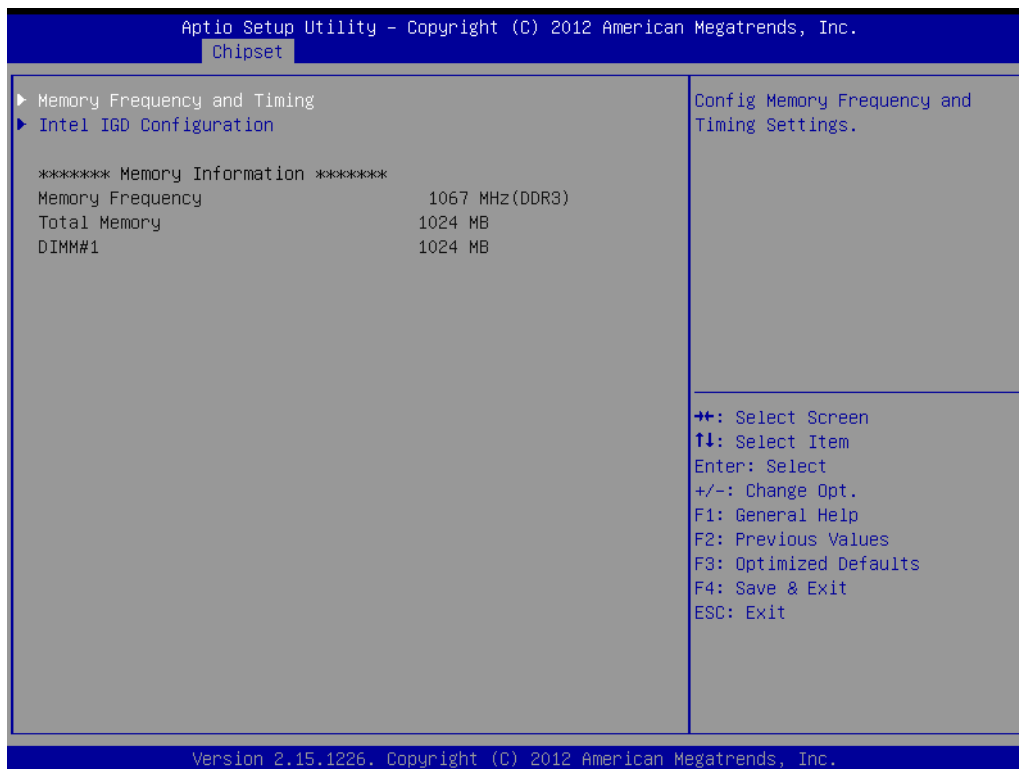 Aptio Setup Utility – Copyright (C) 2012 American Megatrends, Inc.
Chipset
▶ Memory Frequency and Timing
▶ Intel IGD Configuration
******* Memory Information *******
Memory Frequency 1067 MHz(DDR3)
Total Memory 1024 MB
DIMM#1 1024 MB
Config Memory Frequency and
Timing Settings.
→←: Select Screen
↑↓: Select Item
Enter: Select
+/-: Change Opt.
F1: General Help
F2: Previous Values
F3: Optimized Defaults
F4: Save & Exit
ESC: Exit
Version 2.15.1226. Copyright (C) 2012 American Megatrends, Inc.